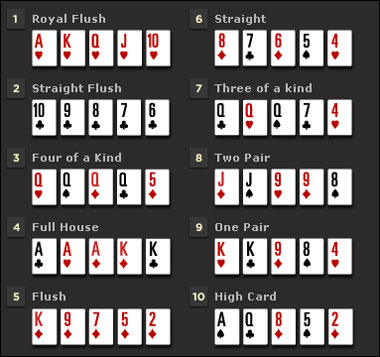 1 Royal Flush
A K Q J 10
2 Straight Flush
10 9 8 7 6
3 Four of a Kind
Q Q Q Q 5
4 Full House
A A A K K
5 Flush
K 9 7 5 2
6 Straight
8 7 6 5 4
7 Three of a kind
Q Q Q 7 4
8 Two Pair
J J 9 9 8
9 One Pair
K K 9 8 4
10 High Card
A Q 8 5 2